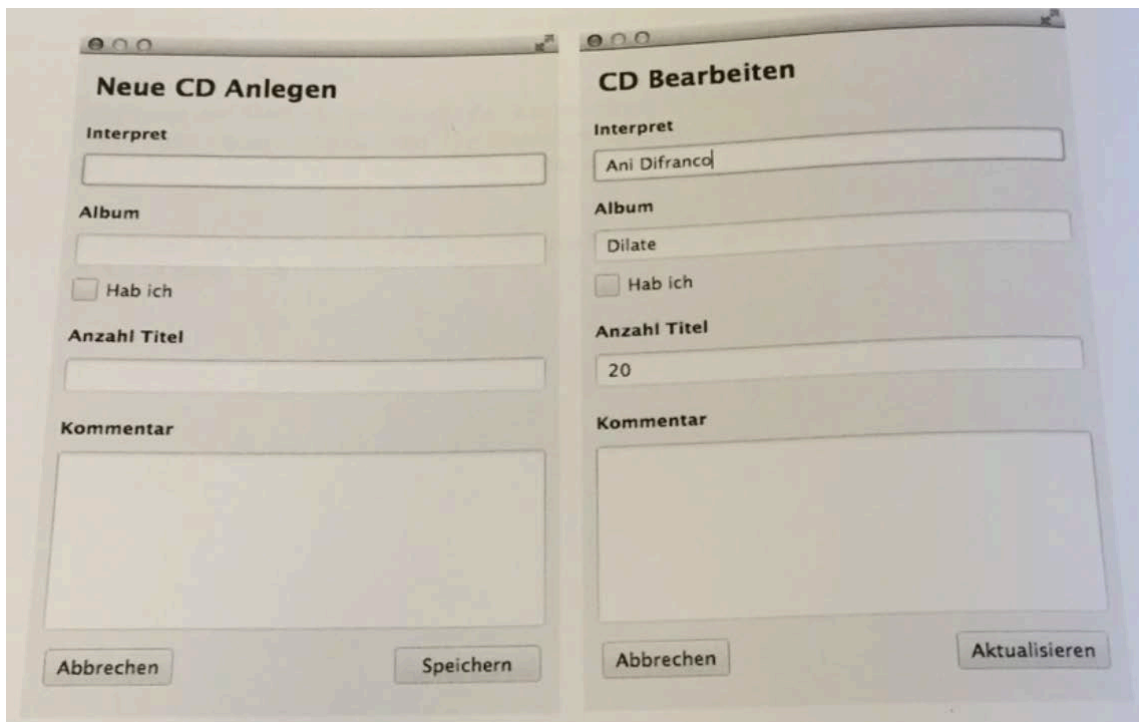 Neue CD Anlegen
Interpret
Album
Hab ich
Anzahl Titel
Kommentar
Abbrechen
Speichern
CD Bearbeiten
Interpret
Ani Difranco
Album
Dilate
Hab ich
Anzahl Titel
20
Kommentar
Abbrechen
Aktualisieren